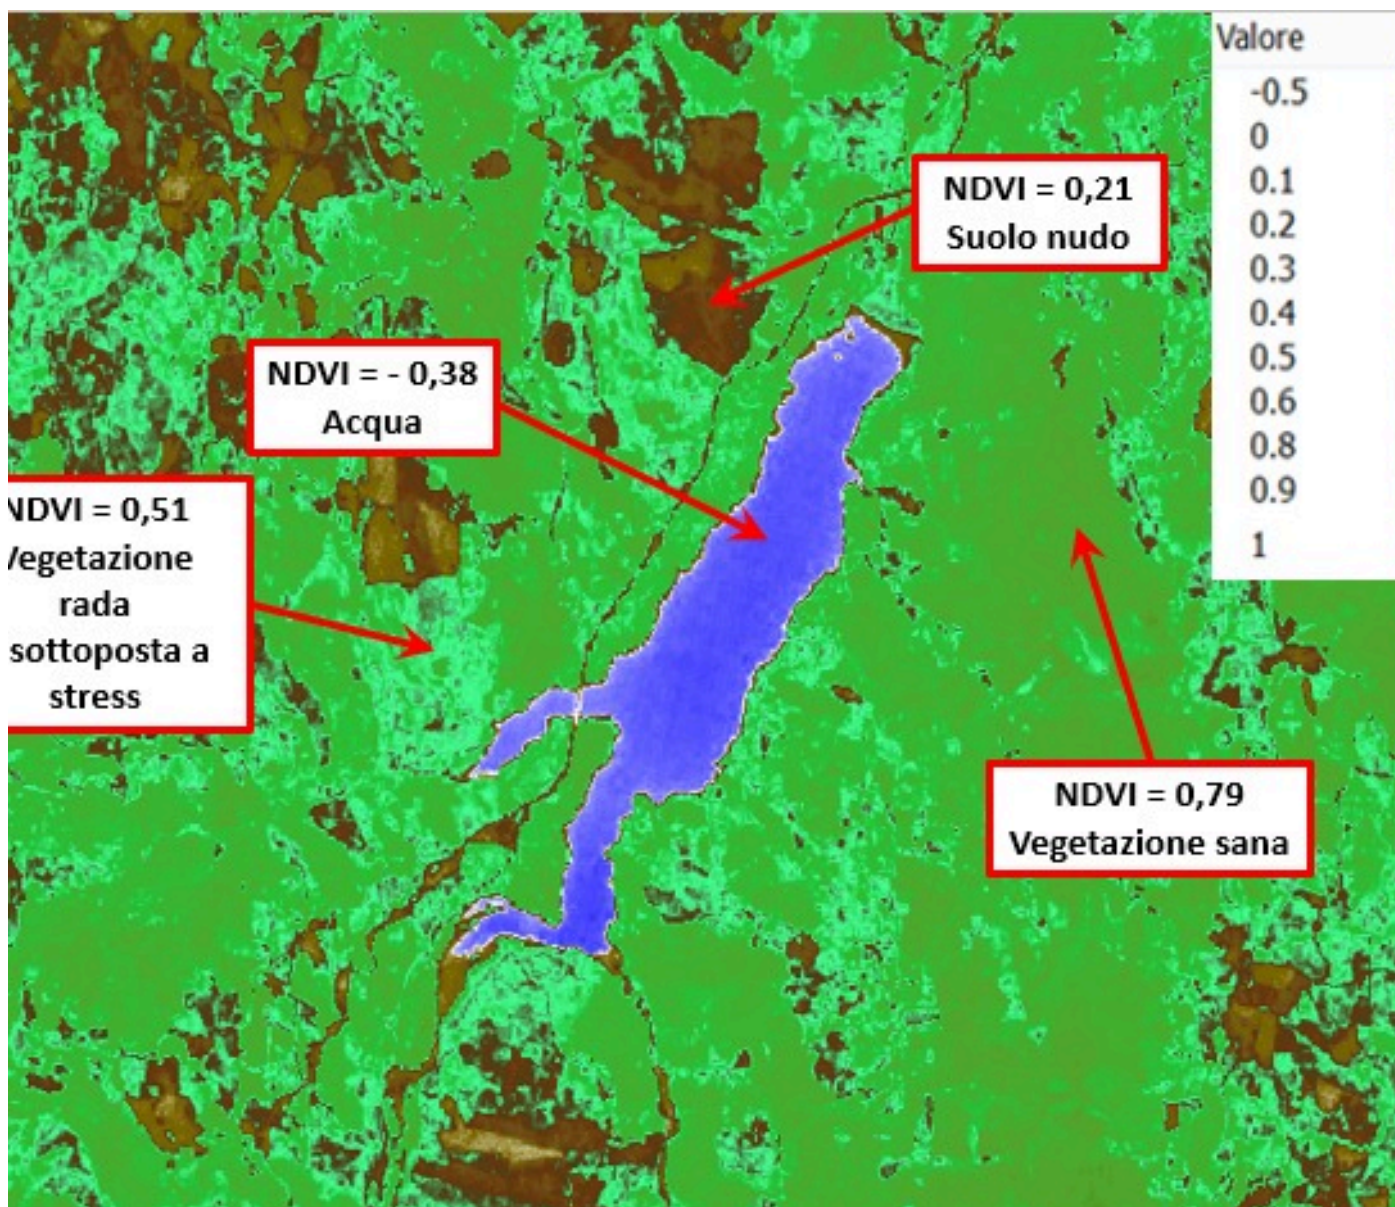 Valore
-0.5
0
0.1
0.2
0.3
0.4
0.5
0.6
0.8
0.9
1
NDVI = 0,21
Suolo nudo
NDVI = - 0,38
Acqua
NDVI = 0,51
Vegetazione
rada
sottoposta a
stress
NDVI = 0,79
Vegetazione sana